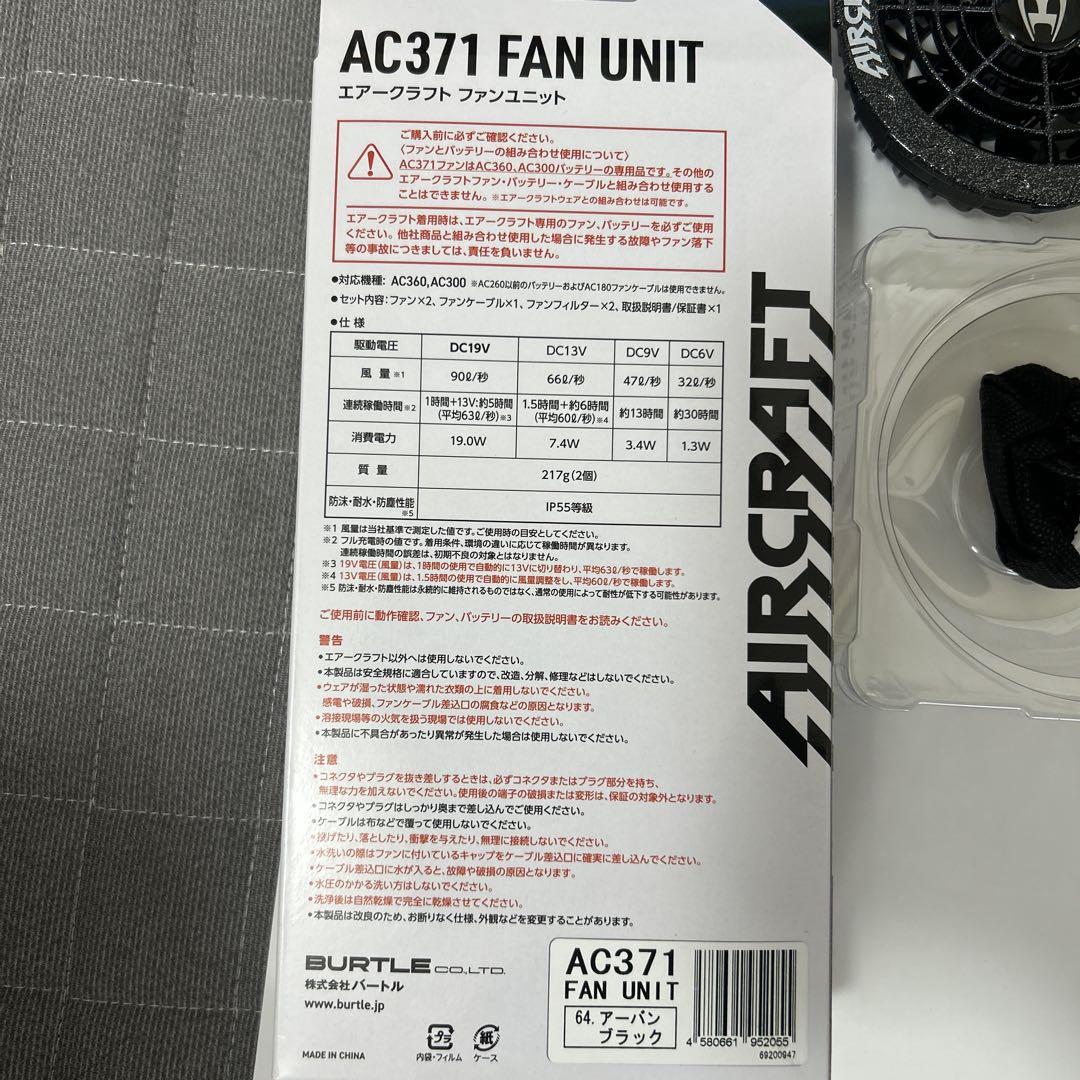 AC371 FAN UNIT
エアークラフト ファンユニット
ご購入前に必ずご確認ください。
〈ファンとバッテリーの組み合わせ使用について〉
AC371ファンはAC360、AC300バッテリーの専用品です。その他の
エアークラフトファン・バッテリー・ケーブルと組み合わせ使用する
ことはできません。※エアークラフトウェアとの組み合わせは可能です。
エアークラフト着用時は、エアークラフト専用のファン、バッテリーを必ずご使用
ください。他社商品と組み合わせ使用した場合に発生する故障やファン落下
等の事故につきましては、責任を負いません。
●対応機種: AC360,AC300 ※AC260以前のバッテリーおよびAC180ファンケーブルは使用できません。
●セット内容:ファン×2、ファンケーブル×1、ファンフィルター×2、取扱説明書/保証書×1
●仕様
駆動電圧 DC19V DC13V DC9V DC6V
風量※1 90ℓ/秒 66ℓ/秒 47ℓ/秒 32ℓ/秒
連続稼働時間※2 1時間+13V:約5時間 (平均63ℓ/秒)※3 1.5時間+約6時間 (平均60ℓ/秒)※4 約13時間 約30時間
消費電力 19.0W 7.4W 3.4W 1.3W
質量 217g(2個)
防沫・耐水・防塵性能※5 IP55等級
※1 風量は当社基準で測定した値です。ご使用時の目安としてください。
※2 フル充電時の値です。着用条件、環境の違いに応じて稼働時間が異なります。
連続稼働時間の誤差は、初期不良の対象とはなりません。
※3 19V電圧(風量)は、1時間の使用で自動的に13Vに切り替わり、平均63ℓ/秒で稼働します。
※4 13V電圧(風量)は、1.5時間の使用で自動的に風量調整をし、平均60ℓ/秒で稼働します。
※5 防沫・耐水・防塵性能は永続的に維持されるものではなく、通常の使用によって耐性が低下する可能性があります。
ご使用前に動作確認、ファン、バッテリーの取扱説明書をお読みください。
警告
●エアークラフト以外へは使用しないでください。
●本製品は安全規格に適合していますので、改造、分解、修理などはしないでください。
●ウェアが湿った状態や濡れた衣類の上に着用しないでください。
感電や破損、ファンケーブル差込口の腐食などの原因となります。
●溶接現場等の火気を扱う現場では使用しないでください。
●本製品に不具合があったり異常が発生した場合は使用しないでください。
注意
●コネクタやプラグを抜き差しするときは、必ずコネクタまたはプラグ部分を持ち、
無理な力を加えないでください。使用後の端子の破損または変形は、保証の対象外となります。
●コネクタやプラグはしっかり奥まで差し込んでご使用ください。
●ケーブルは布などで覆って使用しないでください。
●投げたり、落としたり、衝撃を与えたり、無理に接続しないでください。
●水洗いの際はファンに付いているキャップをケーブル差込口に確実に差し込んでください。
●ケーブル差込口に水が入ると、故障や破損の原因となります。
●水圧のかかる洗い方はしないでください。
●洗浄後は自然乾燥で完全に乾燥させてください。
●本製品は改良のため、お断りなく仕様、外観などを変更することがあります。
BURTLE CO.,LTD.
株式会社バートル
www.burtle.jp
MADE IN CHINA
プラ
内袋・フィルム
紙
ケース
AC371
FAN UNIT
64.アーバン
ブラック
4 580661 952055
69200947
AIRCRAFT